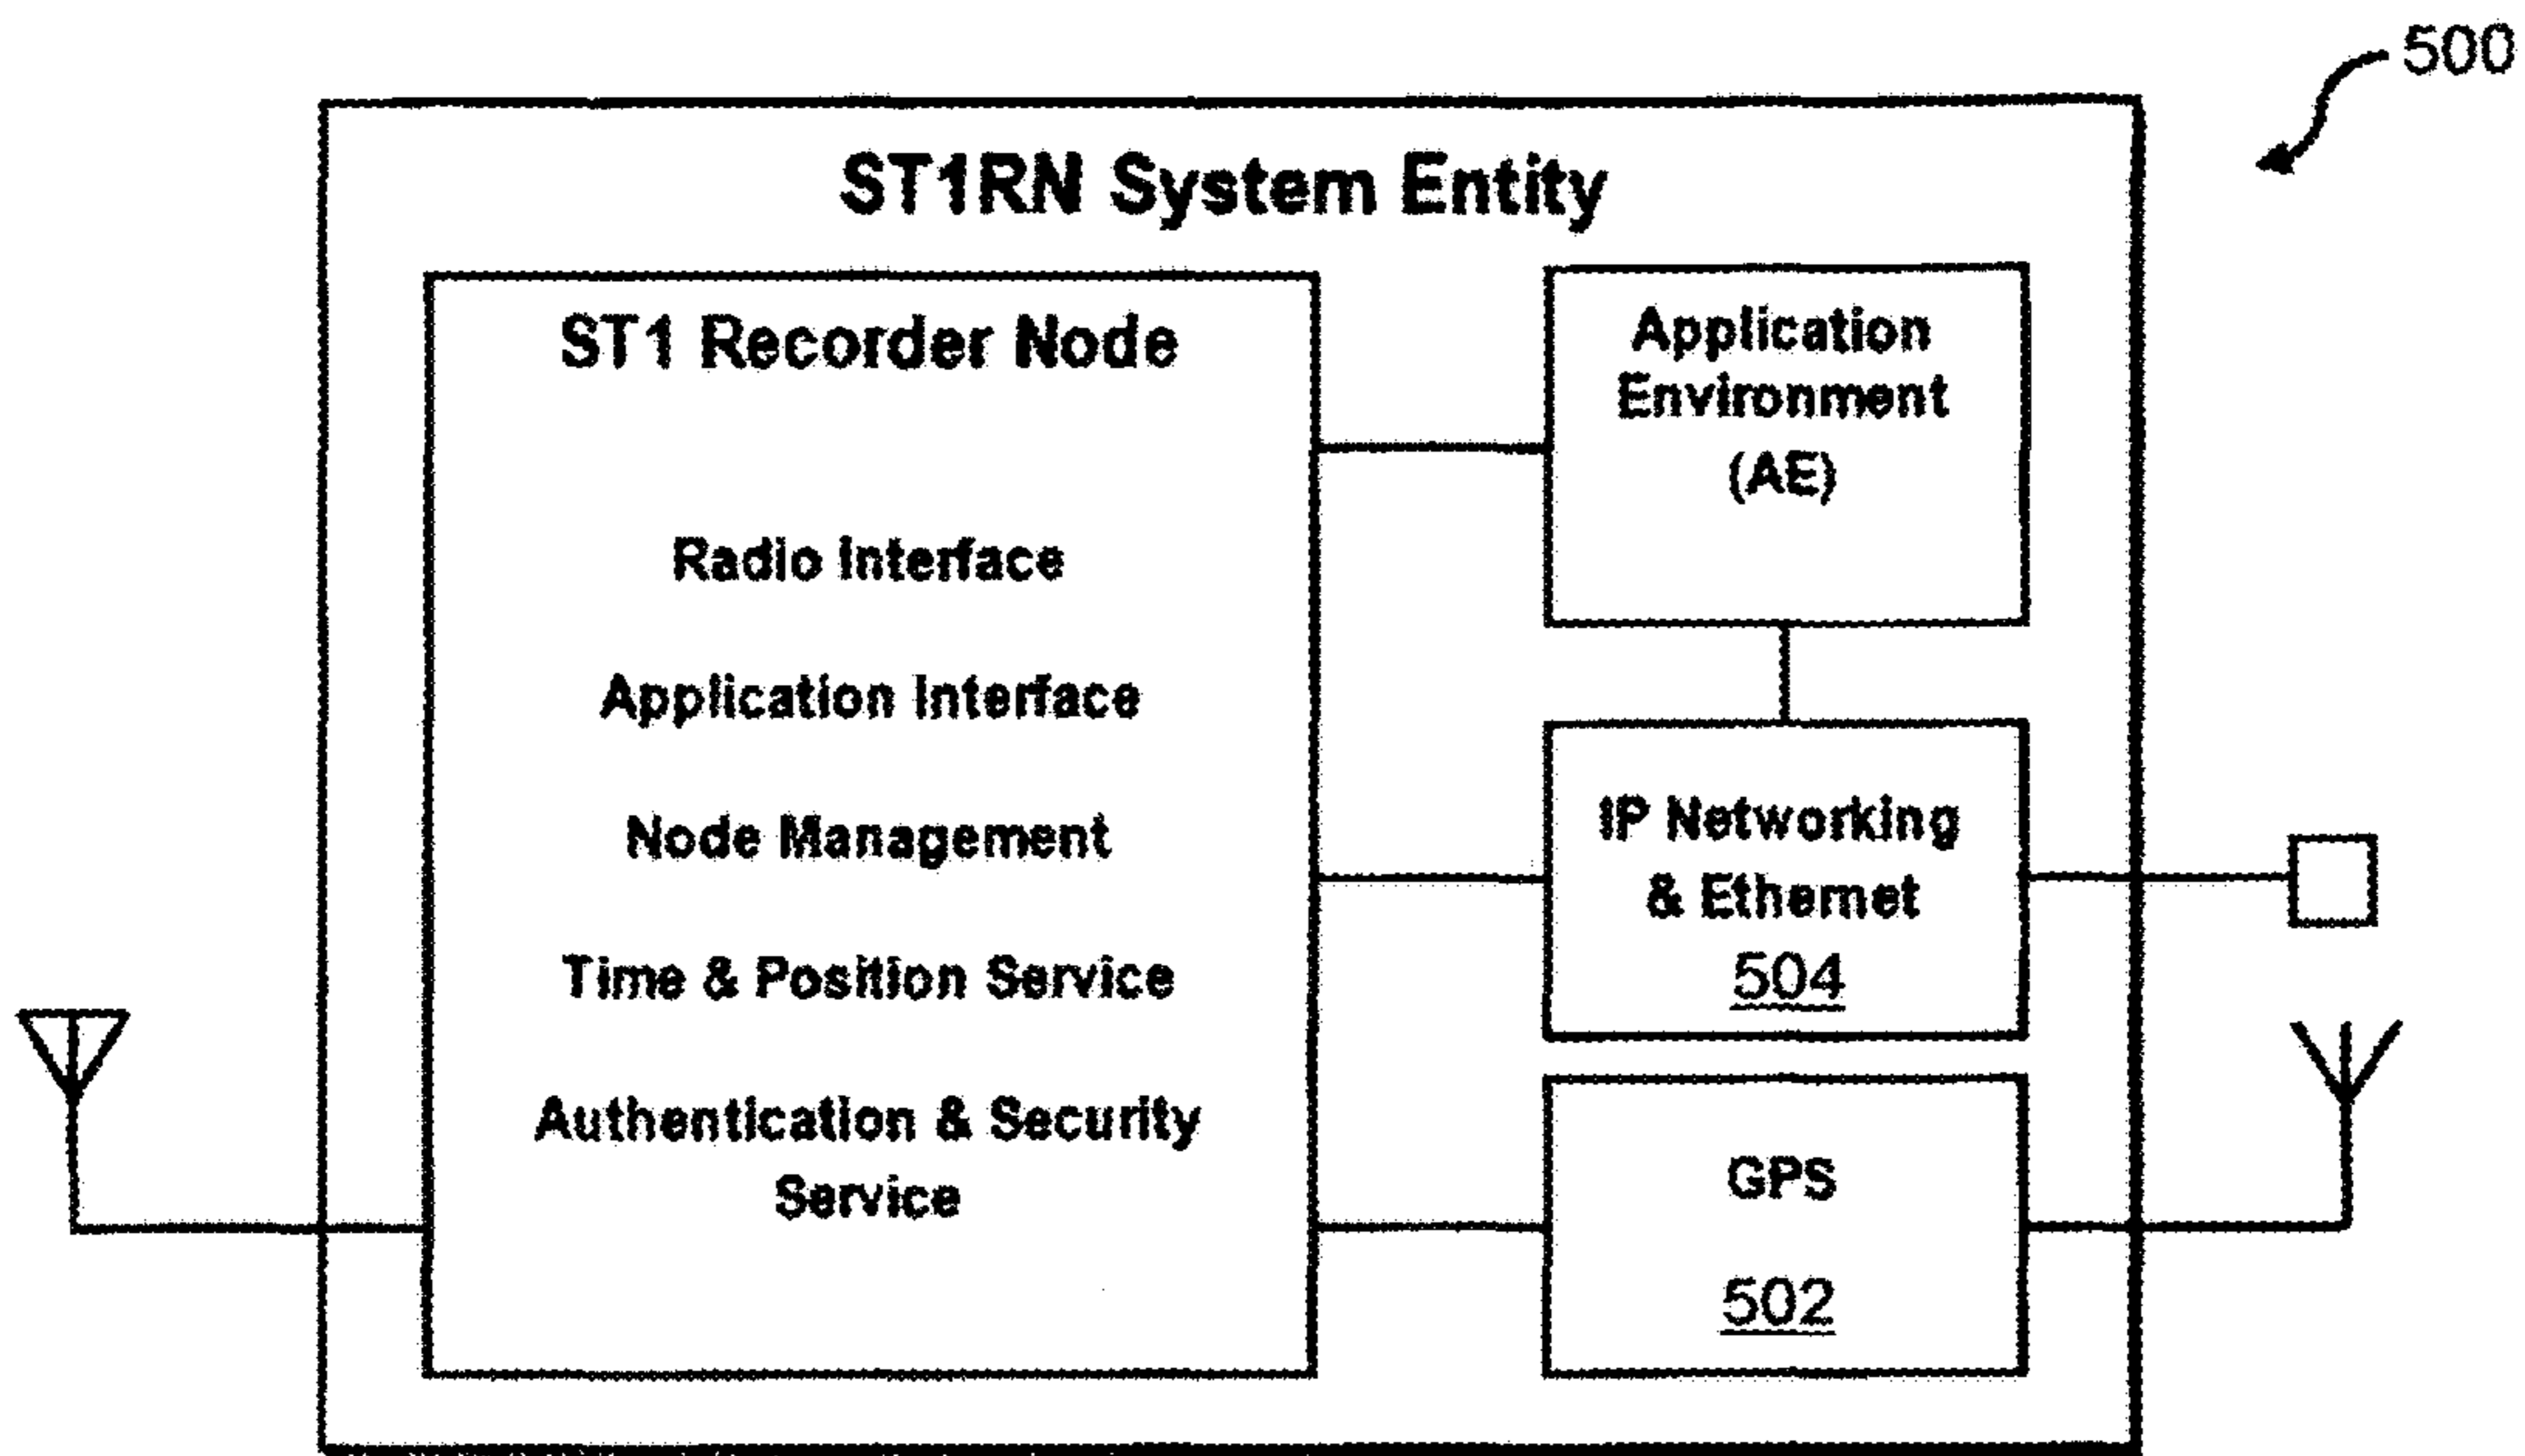 500
ST1RN System Entity
ST1 Recorder Node
Radio Interface
Application Interface
Node Management
Time & Position Service
Authentication & Security
Service
Application
Environment
(AE)
IP Networking
& Ethernet
504
GPS
502